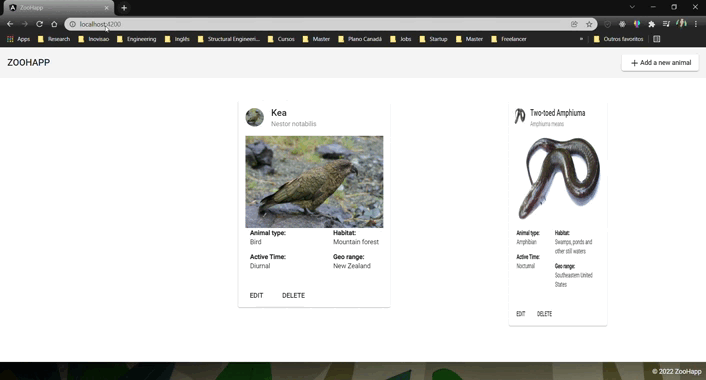 ZooHapp
localhost:4200
Apps Research Inovisao Engineering Inglês Structural Engineeri... Cursos Master Plano Canadá Jobs Startup Master Freelancer » Outros favoritos
ZOOHAPP
+ Add a new animal
Kea
Nestor notabilis
Animal type: Habitat:
Bird Mountain forest
Active Time: Geo range:
Diurnal New Zealand
EDIT DELETE
Two-toed Amphiuma
Amphiuma means
Animal type: Habitat:
Amphibian Swamps, ponds and
other still waters
Active Time:
Nocturnal Geo range:
Southeastern United
States
EDIT DELETE
© 2022 ZooHapp